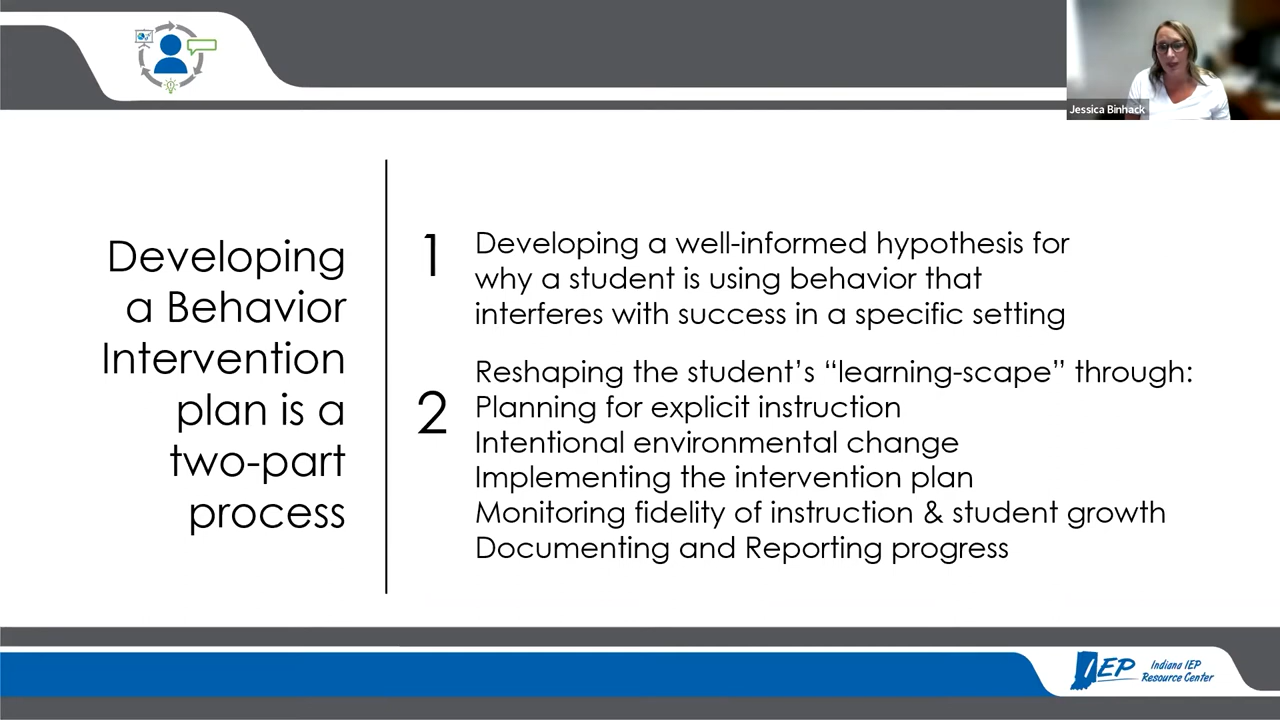 Jessica Binhack
Developing
a Behavior
Intervention
plan is a
two-part
process
1
Developing a well-informed hypothesis for
why a student is using behavior that
interferes with success in a specific setting
2
Reshaping the student’s “learning-scape” through:
Planning for explicit instruction
Intentional environmental change
Implementing the intervention plan
Monitoring fidelity of instruction & student growth
Documenting and Reporting progress
IEP
Indiana IEP
Resource Center